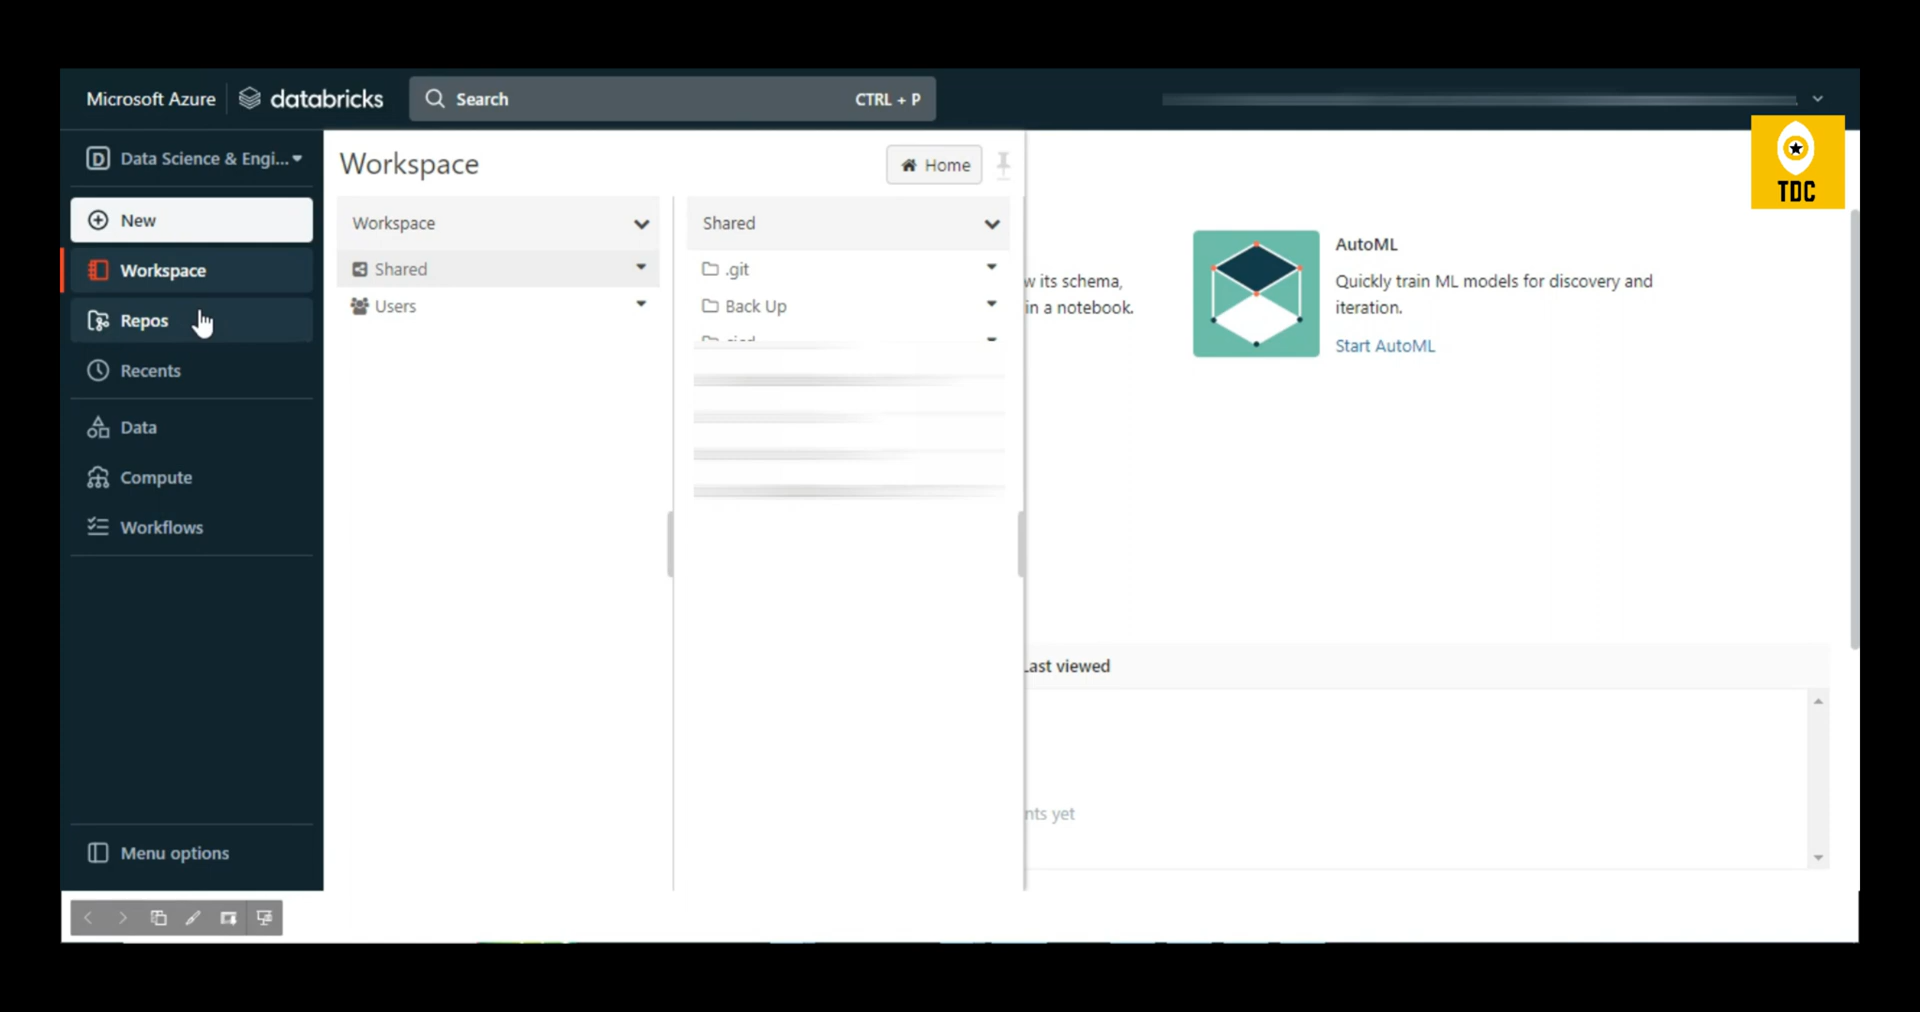 Microsoft Azure databricks Search CTRL + P
TDC
Data Science & Engi...
New
Workspace
Repos
Recents
Data
Compute
Workflows
Menu options
Workspace
Home
Workspace
Shared
Users
Shared
.git
Back Up
w its schema,
in a notebook.
AutoML
Quickly train ML models for discovery and
iteration.
Start AutoML
Last viewed
nts yet